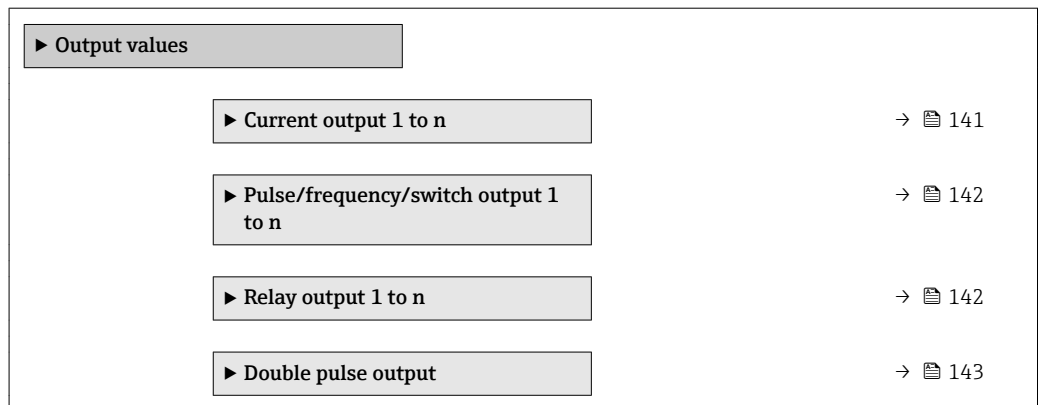 ▶ Output values
▶ Current output 1 to n → 141
▶ Pulse/frequency/switch output 1
to n → 142
▶ Relay output 1 to n → 142
▶ Double pulse output → 143